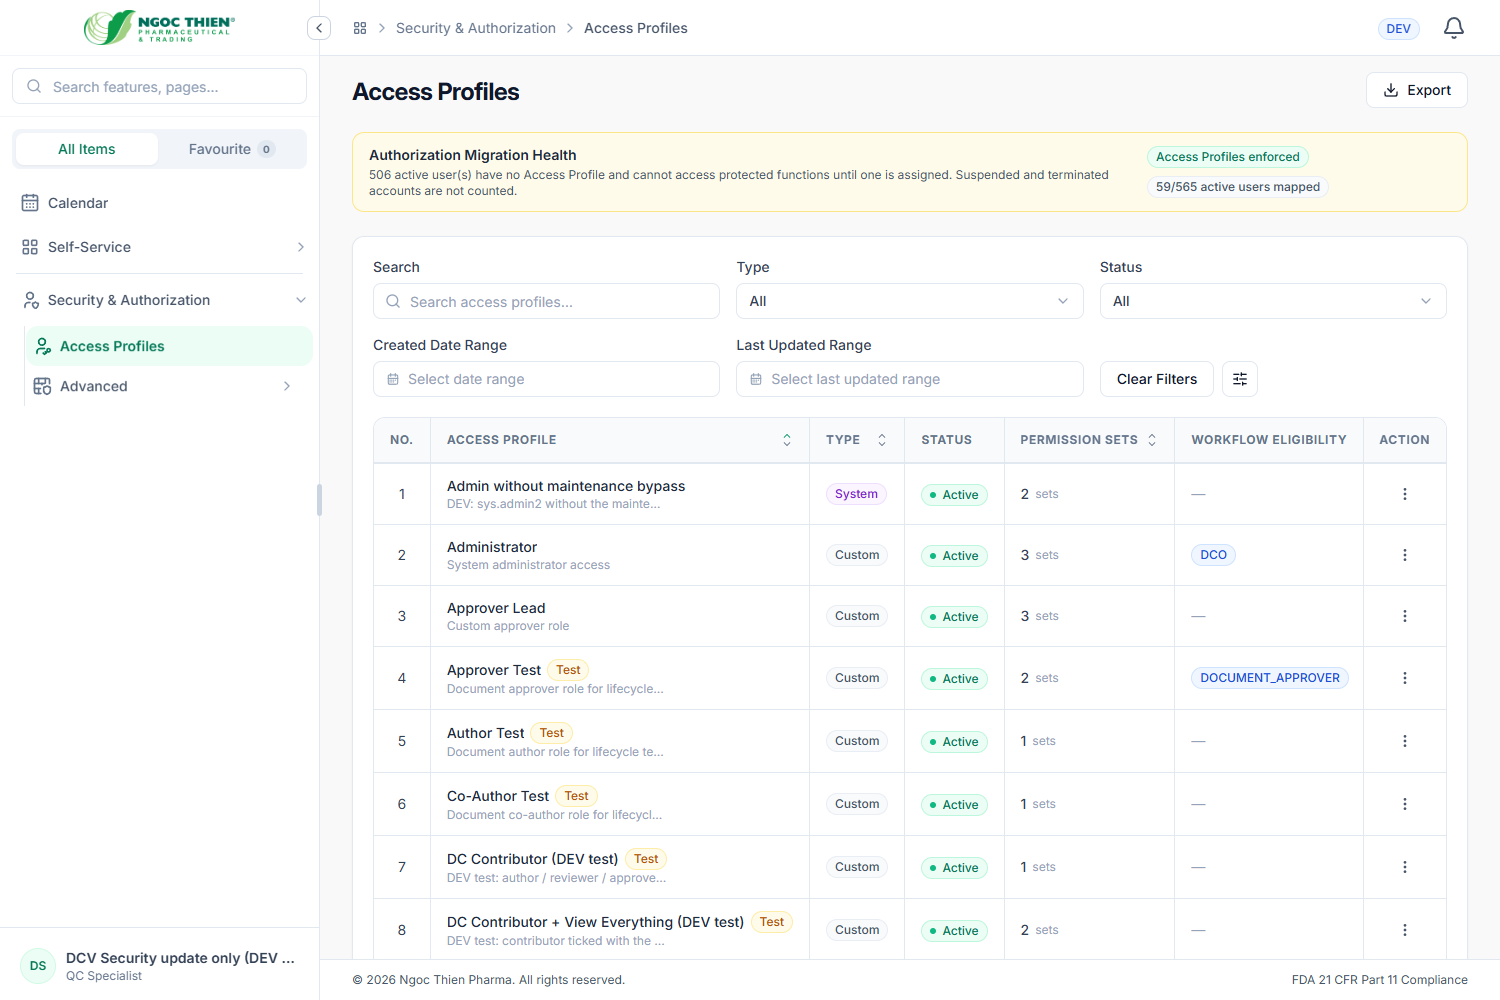 NGOC THIEN®
PHARMACEUTICAL
& TRADING
Search features, pages...
All Items
Favourite 0
Calendar
Self-Service
Security & Authorization
Access Profiles
Advanced
DS
DCV Security update only (DEV ...
QC Specialist
Security & Authorization
Access Profiles
DEV
Access Profiles
Export
Authorization Migration Health
506 active user(s) have no Access Profile and cannot access protected functions until one is assigned. Suspended and terminated
accounts are not counted.
Access Profiles enforced
59/565 active users mapped
Search
Type
Status
Search access profiles...
All
All
Created Date Range
Last Updated Range
Select date range
Select last updated range
Clear Filters
NO. ACCESS PROFILE TYPE STATUS PERMISSION SETS WORKFLOW ELIGIBILITY ACTION
1 Admin without maintenance bypass System Active 2 sets —
DEV: sys.admin2 without the mainte...
2 Administrator Custom Active 3 sets DCO
System administrator access
3 Approver Lead Custom Active 3 sets —
Custom approver role
4 Approver Test Test Custom Active 2 sets DOCUMENT_APPROVER
Document approver role for lifecycle...
5 Author Test Test Custom Active 1 sets —
Document author role for lifecycle te...
6 Co-Author Test Test Custom Active 1 sets —
Document co-author role for lifecycl...
7 DC Contributor (DEV test) Test Custom Active 1 sets —
DEV test: author / reviewer / approve...
8 DC Contributor + View Everything (DEV test) Test Custom Active 2 sets —
DEV test: contributor ticked with the ...
© 2026 Ngoc Thien Pharma. All rights reserved.
FDA 21 CFR Part 11 Compliance